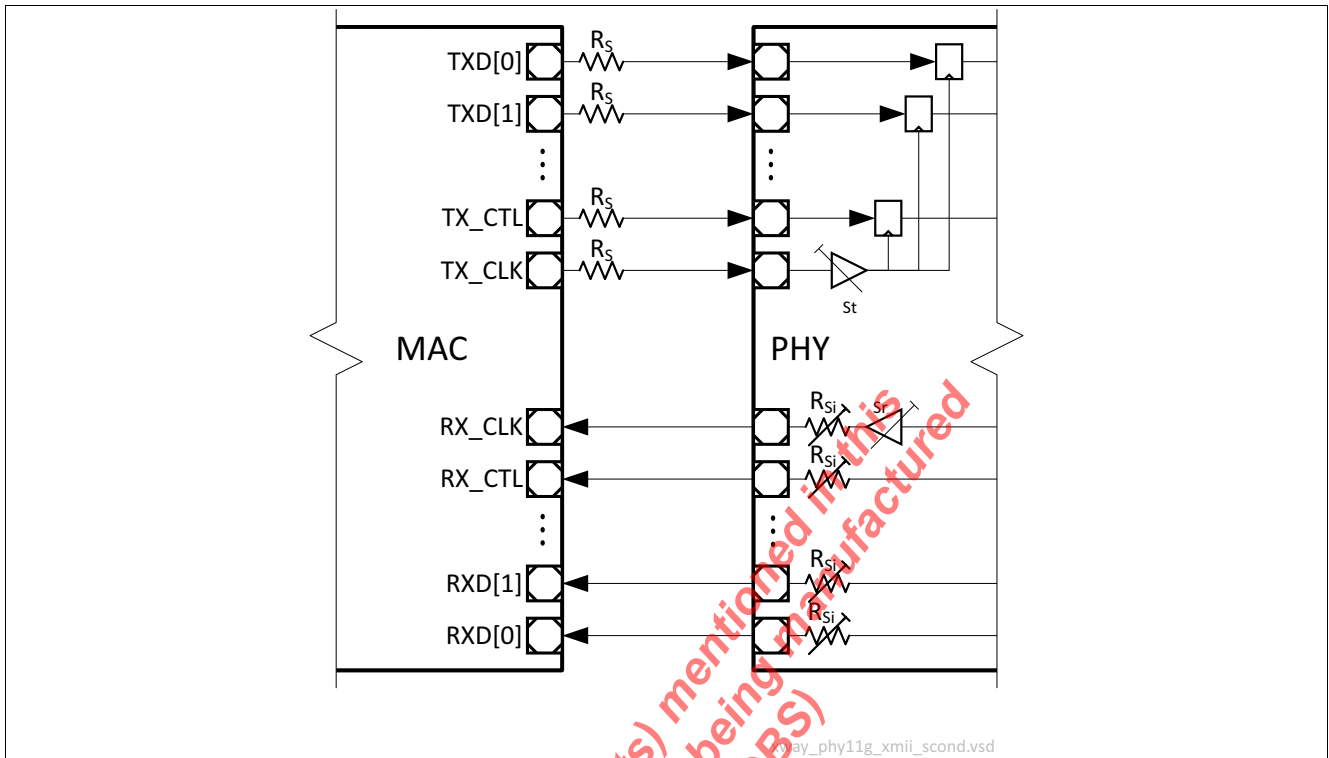 TXD[0]
RS
TXD[1]
RS
TX_CTL
RS
TX_CLK
RS
St
MAC
PHY
RX_CLK
RSi
Sr
RX_CTL
RSi
RXD[1]
RSi
RXD[0]
RSi
mentioned in this
being manufactured
BS)
xway_phy11g_xmii_scond.vsd